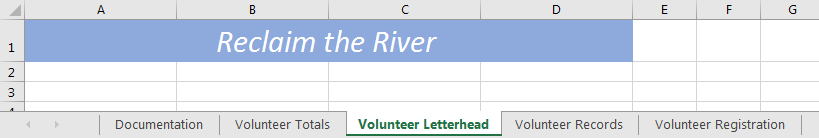 A B C D E F G
1 Reclaim the River
2
3
Documentation Volunteer Totals Volunteer Letterhead Volunteer Records Volunteer Registration